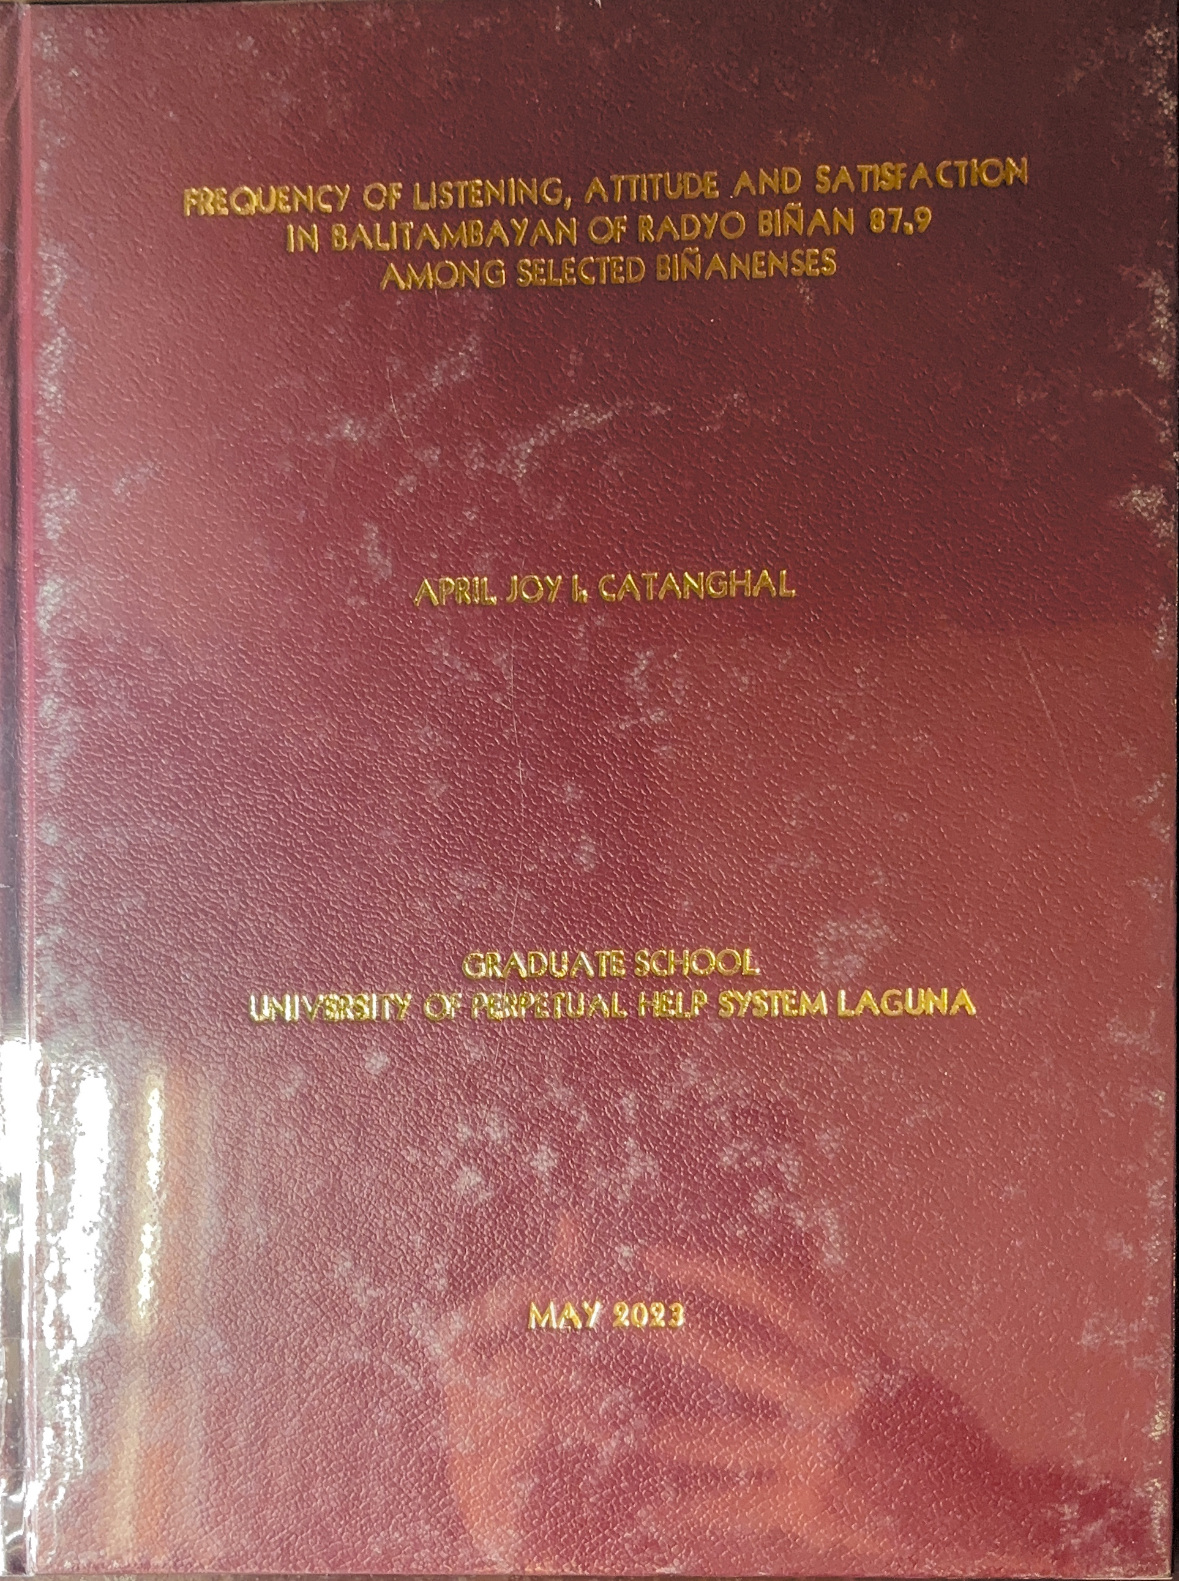 FREQUENCY OF LISTENING, ATTITUDE AND SATISFACTION
IN BALITAMBAYAN OF RADYO BIÑAN 87.9
AMONG SELECTED BIÑANENSES
APRIL JOY I. CATANGHAL
GRADUATE SCHOOL
UNIVERSITY OF PERPETUAL HELP SYSTEM LAGUNA
MAY 2023